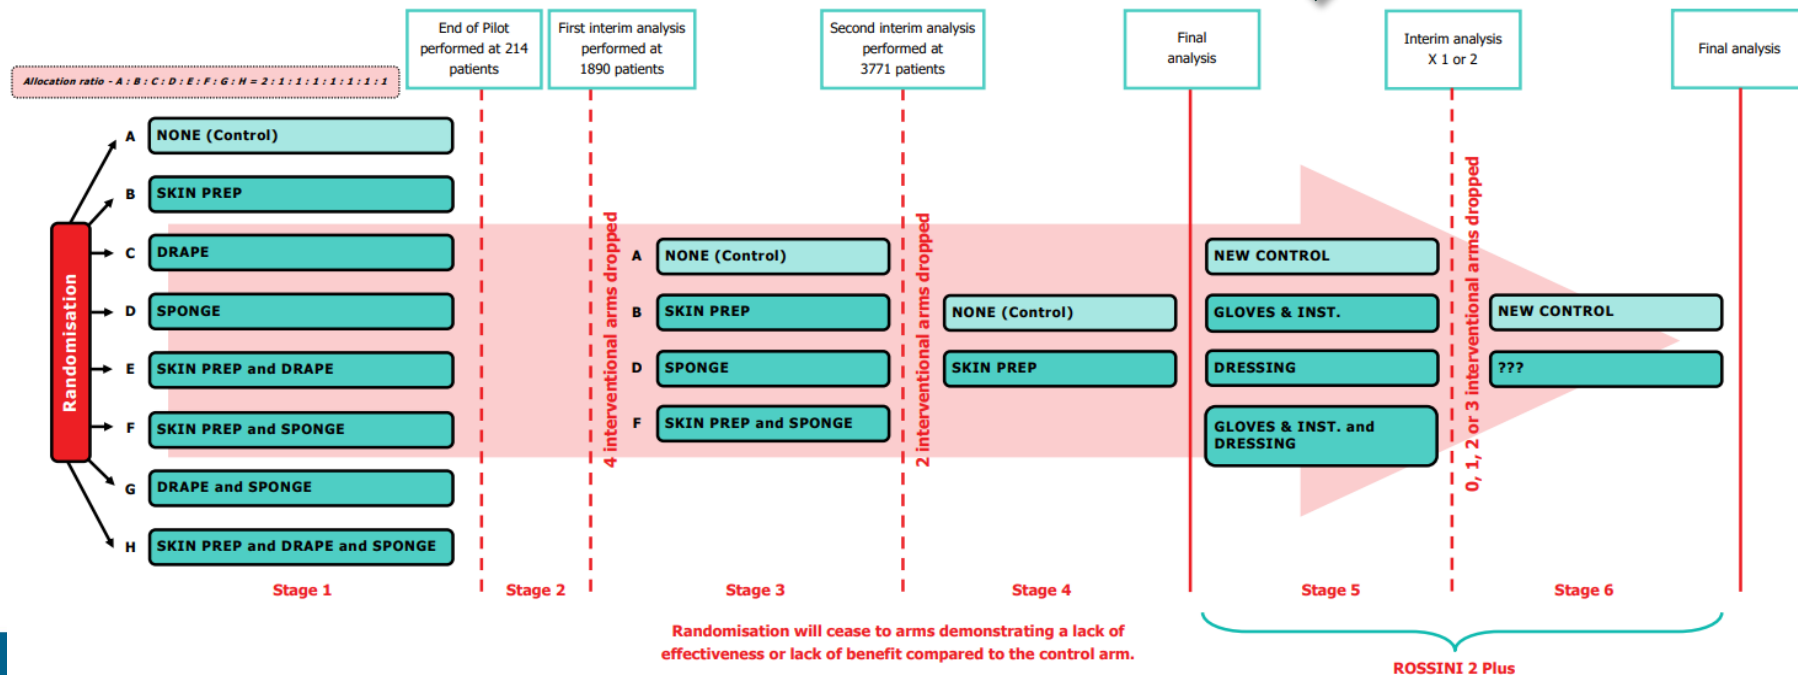 End of Pilot
performed at 214
patients
First interim analysis
performed at
1890 patients
Second interim analysis
performed at
3771 patients
Final
analysis
Interim analysis
X 1 or 2
Final analysis
Allocation ratio - A : B : C : D : E : F : G : H = 2 : 1 : 1 : 1 : 1 : 1 : 1 : 1
Randomisation
A NONE (Control)
B SKIN PREP
C DRAPE
D SPONGE
E SKIN PREP and DRAPE
F SKIN PREP and SPONGE
G DRAPE and SPONGE
H SKIN PREP and DRAPE and SPONGE
4 interventional arms dropped
A NONE (Control)
B SKIN PREP
D SPONGE
F SKIN PREP and SPONGE
2 interventional arms dropped
NONE (Control)
SKIN PREP
NEW CONTROL
GLOVES & INST.
DRESSING
GLOVES & INST. and
DRESSING
0, 1, 2 or 3 interventional arms dropped
NEW CONTROL
???
Stage 1
Stage 2
Stage 3
Stage 4
Stage 5
Stage 6
Randomisation will cease to arms demonstrating a lack of
effectiveness or lack of benefit compared to the control arm.
ROSSINI 2 Plus